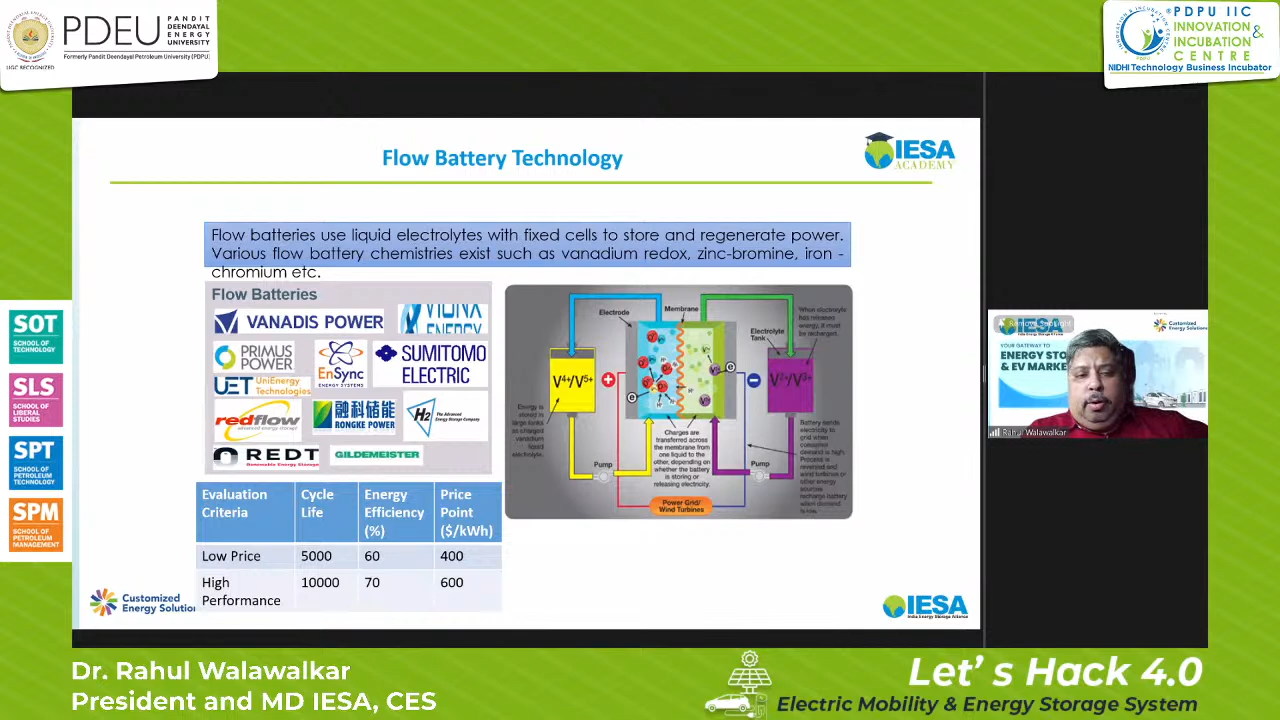 PDEU
PANDIT
DEENDAYAL
ENERGY
UNIVERSITY
Formerly Pandit Deendayal Petroleum University (PDPU)
UGC RECOGNIZED
PDPU IIC
INNOVATION &
INCUBATION
CENTRE
NIDHI Technology Business Incubator
Flow Battery Technology
IESA
ACADEMY
Flow batteries use liquid electrolytes with fixed cells to store and regenerate power.
Various flow battery chemistries exist such as vanadium redox, zinc-bromine, iron -
chromium etc.
Flow Batteries
VANADIS POWER
VIONX
ENERGY
PRIMUS
POWER
EnSync
ENERGY SYSTEMS
SUMITOMO
ELECTRIC
UET UniEnergy
Technologies
redflow
advanced energy storage
融科储能
RONGKE POWER
H2 The Advanced
Energy Storage Company
REDT
Renewable Energy Storage
GILDEMEISTER
Electrode
Membrane
When electrolyte
has released
energy, it must
be recharged.
Electrolyte
Tank
V4+/V5+
V2+/V3+
Energy is
stored in
large tanks
as charged
vanadium
liquid
electrolyte.
Charges are
transferred across
the membrane from
one liquid to the
other, depending on
whether the battery
is storing or
releasing electricity.
Battery sends
electricity to
grid when
consumer
demand is high.
Process is
reversed and
wind turbines or
other energy
sources
recharge battery
when demand
is low.
Pump
Pump
Power Grid/
Wind Turbines
Evaluation Criteria Cycle Life Energy Efficiency (%) Price Point ($/kWh)
Low Price 5000 60 400
High Performance 10000 70 600
Customized
Energy Solution
IESA
India Energy Storage Alliance
SOT
SCHOOL OF
TECHNOLOGY
SLS
SCHOOL OF
LIBERAL
STUDIES
SPT
SCHOOL OF
PETROLEUM
TECHNOLOGY
SPM
SCHOOL OF
PETROLEUM
MANAGEMENT
IESA
Customized
Energy Solutions
YOUR GATEWAY TO
ENERGY STO
& EV MARKE
Rahul Walawalkar
Dr. Rahul Walawalkar
President and MD IESA, CES
Let's Hack 4.0
Electric Mobility & Energy Storage System